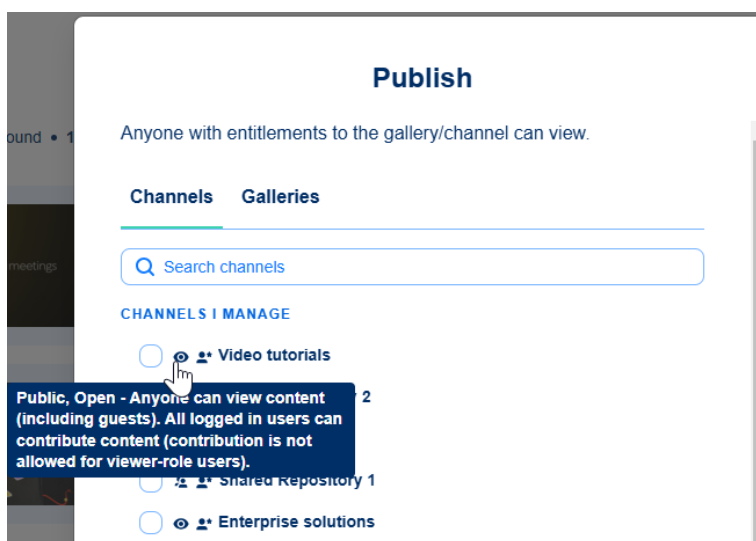 Publish
Anyone with entitlements to the gallery/channel can view.
ound • 1
Channels Galleries
meetings
Search channels
CHANNELS I MANAGE
Video tutorials
2
Public, Open - Anyone can view content
(including guests). All logged in users can
contribute content (contribution is not
allowed for viewer-role users).
Shared Repository 1
Enterprise solutions